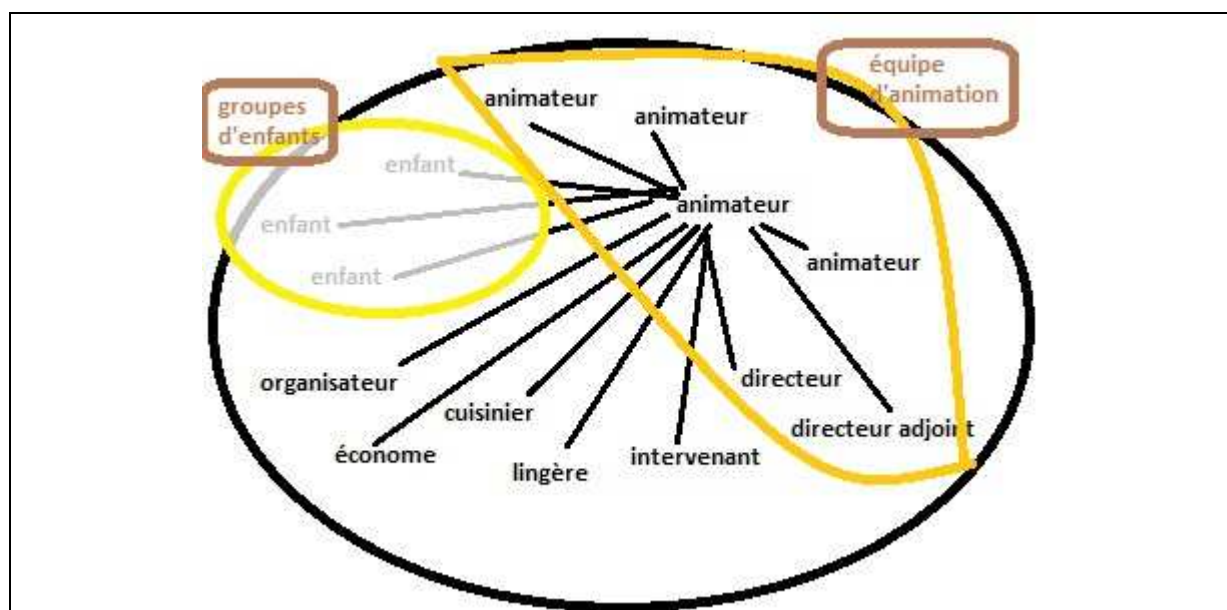 groupes
d'enfants
équipe
d'animation
animateur
animateur
enfant
animateur
enfant
animateur
enfant
organisateur
directeur
cuisinier
directeur adjoint
économe
lingère
intervenant